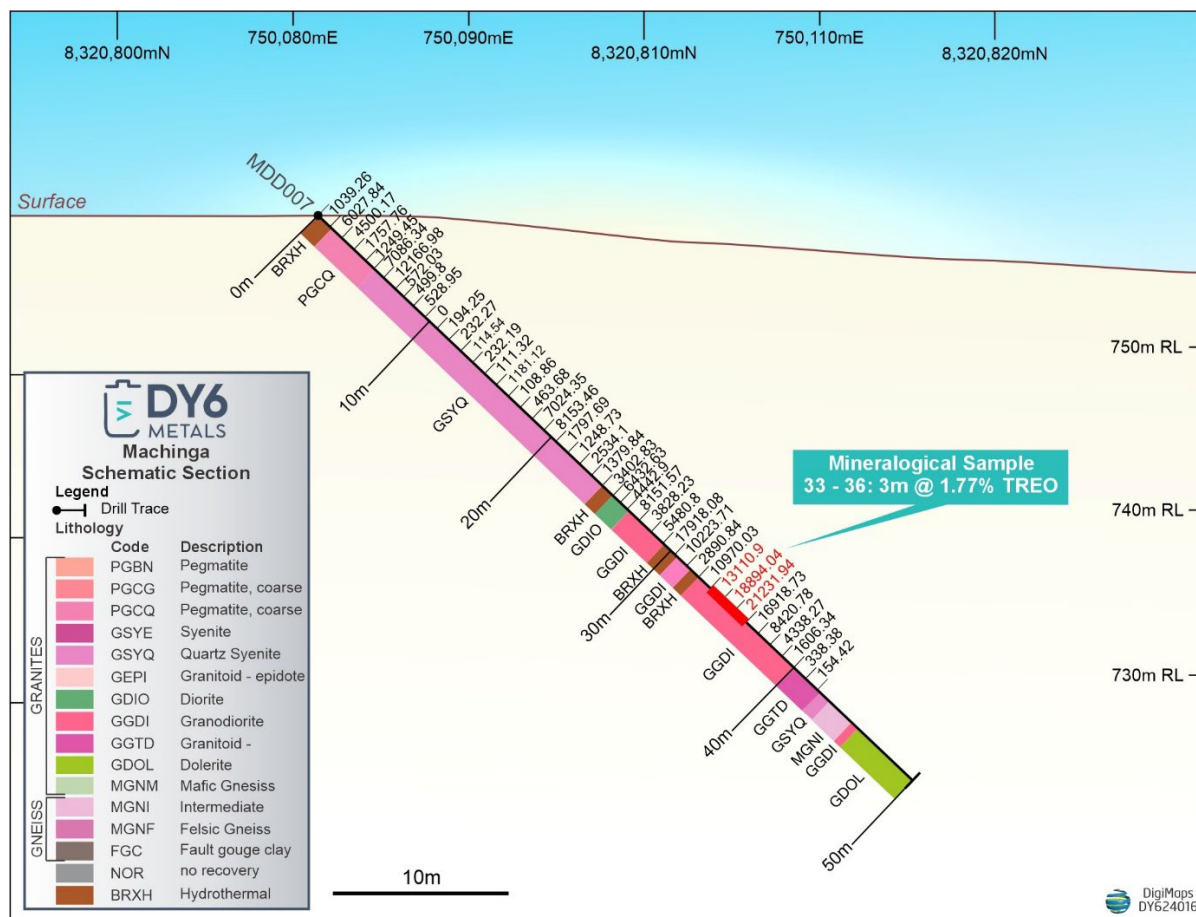 750,080mE 750,090mE 750,110mE
8,320,800mN 8,320,810mN 8,320,820mN
Surface
MDD007
1039.26
6027.84
4500.17
1757.76
1249.45
7086.34
12166.98
572.03
499.8
528.95
0
194.25
232.27
114.54
232.19
111.32
1181.12
108.86
463.68
7024.35
8153.46
1797.69
1248.73
2534.1
1379.84
3402.83
6432.63
4442.9
8151.57
3828.23
5480.8
17918.08
10223.71
2890.84
10970.03
13110.9
18894.04
21231.94
16918.73
8420.78
4338.27
1606.34
338.38
154.42
0m
BRXH
PGCQ
10m
GSYQ
20m
BRXH
GDIO
GGDI
BRXH
30m
GGDI
BRXH
GGDI
40m
GGTD
GSYQ
MGNI
GGDI
GDOL
50m
750m RL
740m RL
730m RL
Mineralogical Sample
33 - 36: 3m @ 1.77% TREO
DY6
METALS
Machinga
Schematic Section
Legend
Drill Trace
Lithology
Code Description
GRANITES
PGBN Pegmatite
PGCG Pegmatite, coarse
PGCQ Pegmatite, coarse
GSYE Syenite
GSYQ Quartz Syenite
GEPI Granitoid - epidote
GDIO Diorite
GGDI Granodiorite
GGTD Granitoid -
GDOL Dolerite
MGNM Mafic Gnesiss
GNEISS
MGNI Intermediate
MGNF Felsic Gneiss
FGC Fault gouge clay
NOR no recovery
BRXH Hydrothermal
10m
DigiMaps
DY624016